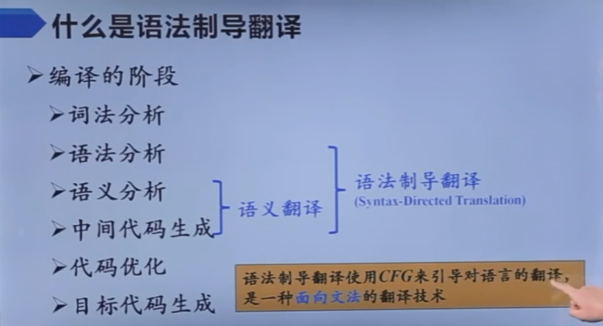 什么是语法制导翻译
➢编译的阶段
➢词法分析
➢语法分析
➢语义分析
➢中间代码生成
➢代码优化
➢目标代码生成
语义翻译
语法制导翻译
(Syntax-Directed Translation)
语法制导翻译使用CFG来引导对语言的翻译，
是一种面向文法的翻译技术